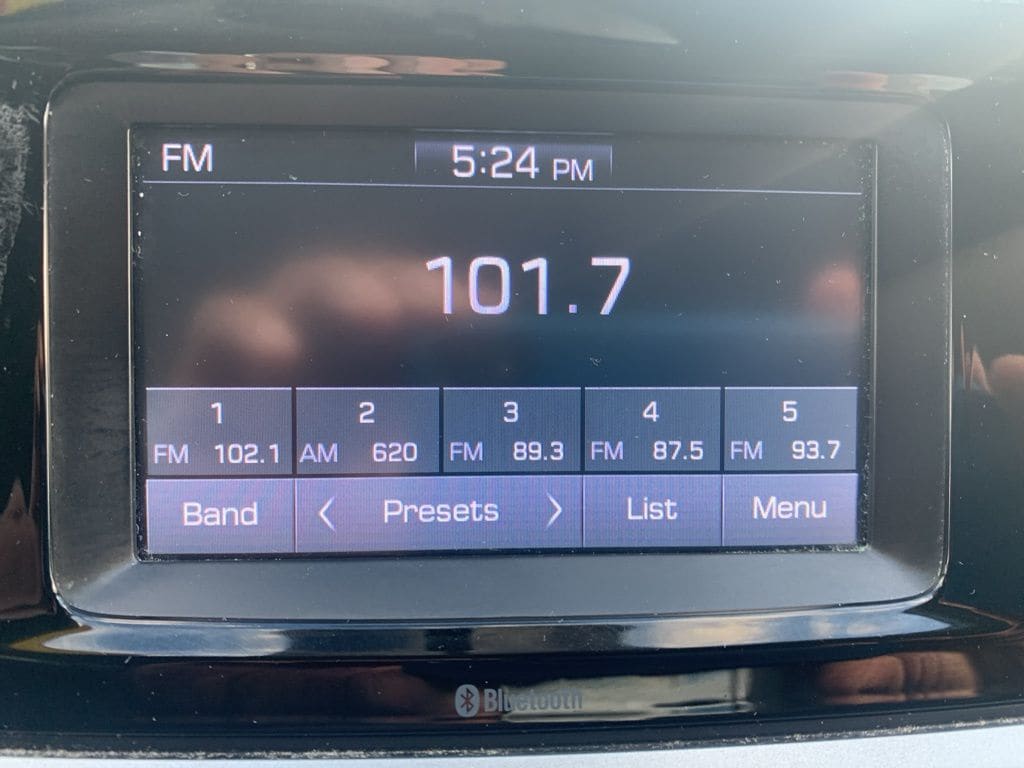 FM 5:24 PM
101.7
1 2 3 4 5
FM 102.1 AM 620 FM 89.3 FM 87.5 FM 93.7
Band < Presets > List Menu
Bluetooth